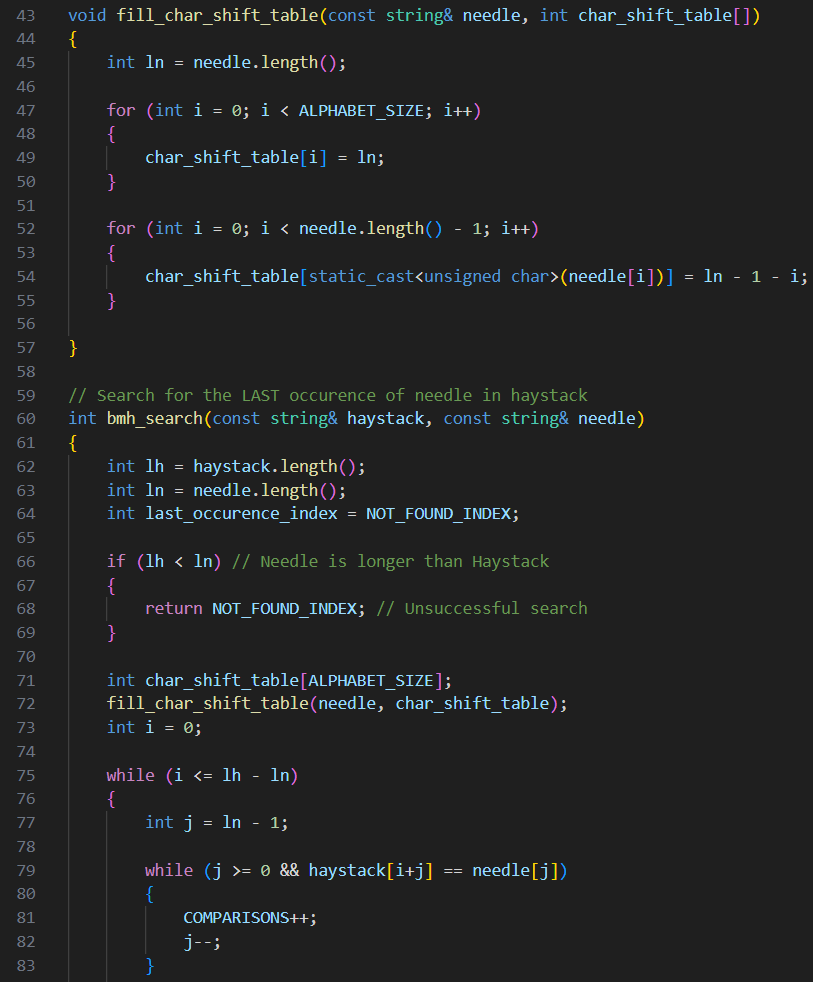 43 void fill_char_shift_table(const string& needle, int char_shift_table[])
44 {
45     int ln = needle.length();
46
47     for (int i = 0; i < ALPHABET_SIZE; i++)
48     {
49         char_shift_table[i] = ln;
50     }
51
52     for (int i = 0; i < needle.length() - 1; i++)
53     {
54         char_shift_table[static_cast<unsigned char>(needle[i])] = ln - 1 - i;
55     }
56
57 }
58
59 // Search for the LAST occurence of needle in haystack
60 int bmh_search(const string& haystack, const string& needle)
61 {
62     int lh = haystack.length();
63     int ln = needle.length();
64     int last_occurence_index = NOT_FOUND_INDEX;
65
66     if (lh < ln) // Needle is longer than Haystack
67     {
68         return NOT_FOUND_INDEX; // Unsuccessful search
69     }
70
71     int char_shift_table[ALPHABET_SIZE];
72     fill_char_shift_table(needle, char_shift_table);
73     int i = 0;
74
75     while (i <= lh - ln)
76     {
77         int j = ln - 1;
78
79         while (j >= 0 && haystack[i+j] == needle[j])
80         {
81             COMPARISONS++;
82             j--;
83         }